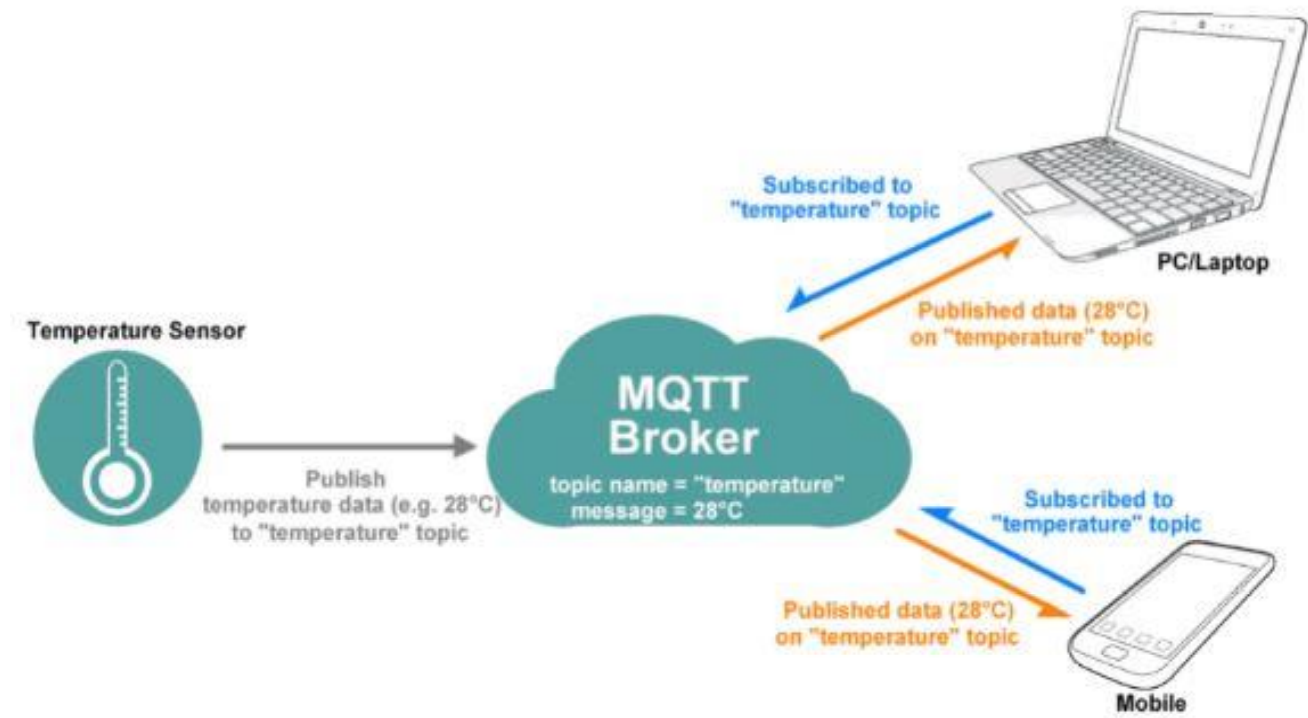 Temperature Sensor
Publish
temperature data (e.g. 28°C)
to "temperature" topic
MQTT
Broker
topic name = "temperature"
message = 28°C
Subscribed to
"temperature" topic
Published data (28°C)
on "temperature" topic
PC/Laptop
Subscribed to
"temperature" topic
Published data (28°C)
on "temperature" topic
Mobile